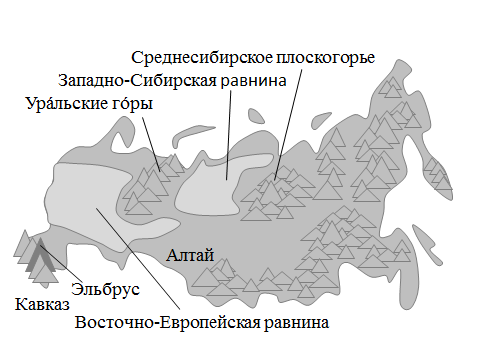 Среднесибирское плоскогорье
Западно-Сибирская равнина
Ура́льские го́ры
Алтай
Эльбрус
Кавказ
Восточно-Европейская равнина